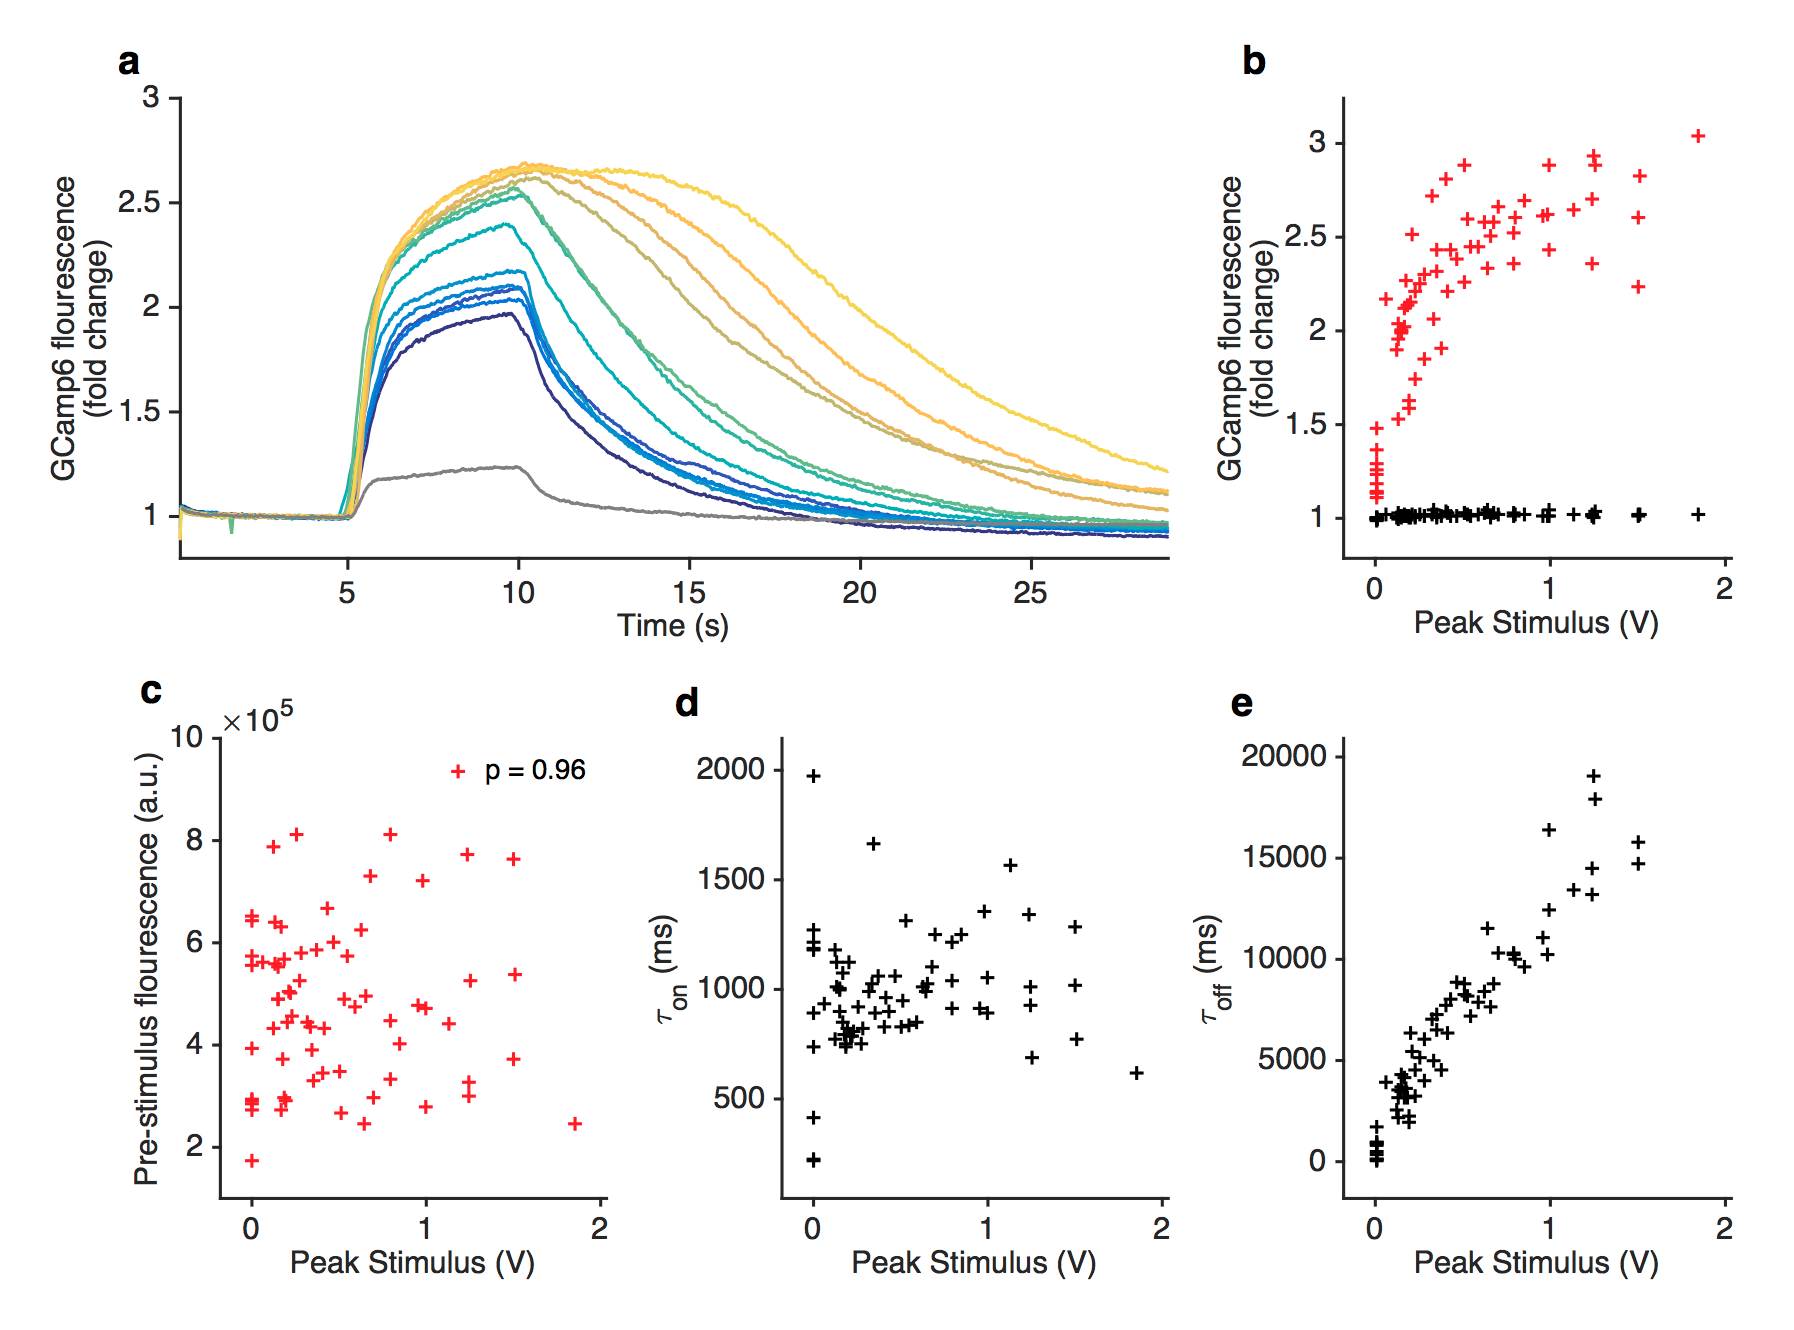 a
3
2.5
2
1.5
1
GCamp6 flourescence
(fold change)
5
10
15
20
25
Time (s)
b
3
2.5
2
1.5
1
GCamp6 flourescence
(fold change)
0
1
2
Peak Stimulus (V)
c
×10^5
10
8
6
4
2
Pre-stimulus flourescence (a.u.)
p = 0.96
0
1
2
Peak Stimulus (V)
d
2000
1500
1000
500
τ_on (ms)
0
1
2
Peak Stimulus (V)
e
20000
15000
10000
5000
0
τ_off (ms)
0
1
2
Peak Stimulus (V)